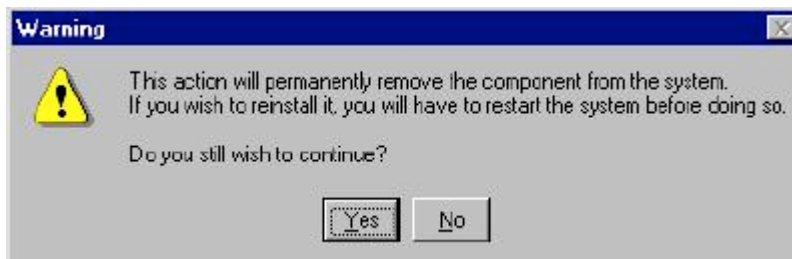 Warning
This action will permanently remove the component from the system.
If you wish to reinstall it, you will have to restart the system before doing so.
Do you still wish to continue?
Yes
No